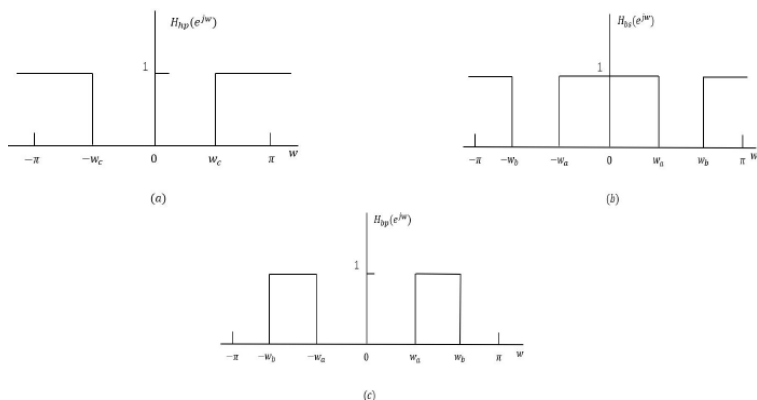 H_hp(e^jw)
1
−π −w_c 0 w_c π w
(a)
H_bs(e^jw)
1
−π −w_b −w_a 0 w_a w_b π w
(b)
H_bp(e^jw)
1
−π −w_b −w_a 0 w_a w_b π w
(c)